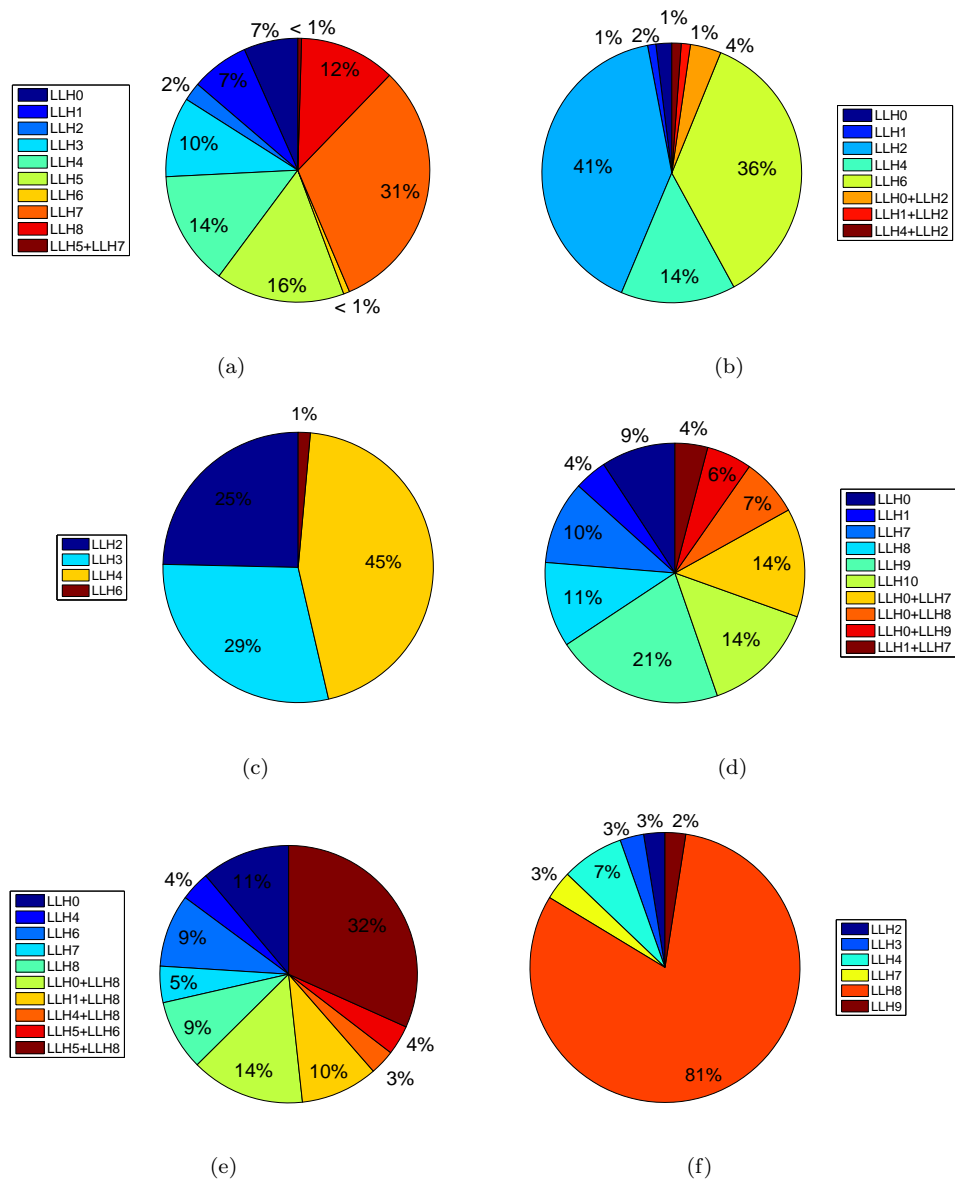 7%
< 1%
12%
7%
2%
10%
31%
14%
16%
< 1%
LLH0
LLH1
LLH2
LLH3
LLH4
LLH5
LLH6
LLH7
LLH8
LLH5+LLH7
(a)
1%
2%
1%
1%
4%
41%
36%
14%
LLH0
LLH1
LLH2
LLH4
LLH6
LLH0+LLH2
LLH1+LLH2
LLH4+LLH2
(b)
1%
25%
45%
29%
LLH2
LLH3
LLH4
LLH6
(c)
9%
4%
4%
6%
7%
10%
14%
11%
14%
21%
LLH0
LLH1
LLH7
LLH8
LLH9
LLH10
LLH0+LLH7
LLH0+LLH8
LLH0+LLH9
LLH1+LLH7
(d)
4%
11%
32%
9%
5%
9%
14%
10%
4%
3%
LLH0
LLH4
LLH6
LLH7
LLH8
LLH0+LLH8
LLH1+LLH8
LLH4+LLH8
LLH5+LLH6
LLH5+LLH8
(e)
3%
3%
2%
3%
7%
81%
LLH2
LLH3
LLH4
LLH7
LLH8
LLH9
(f)